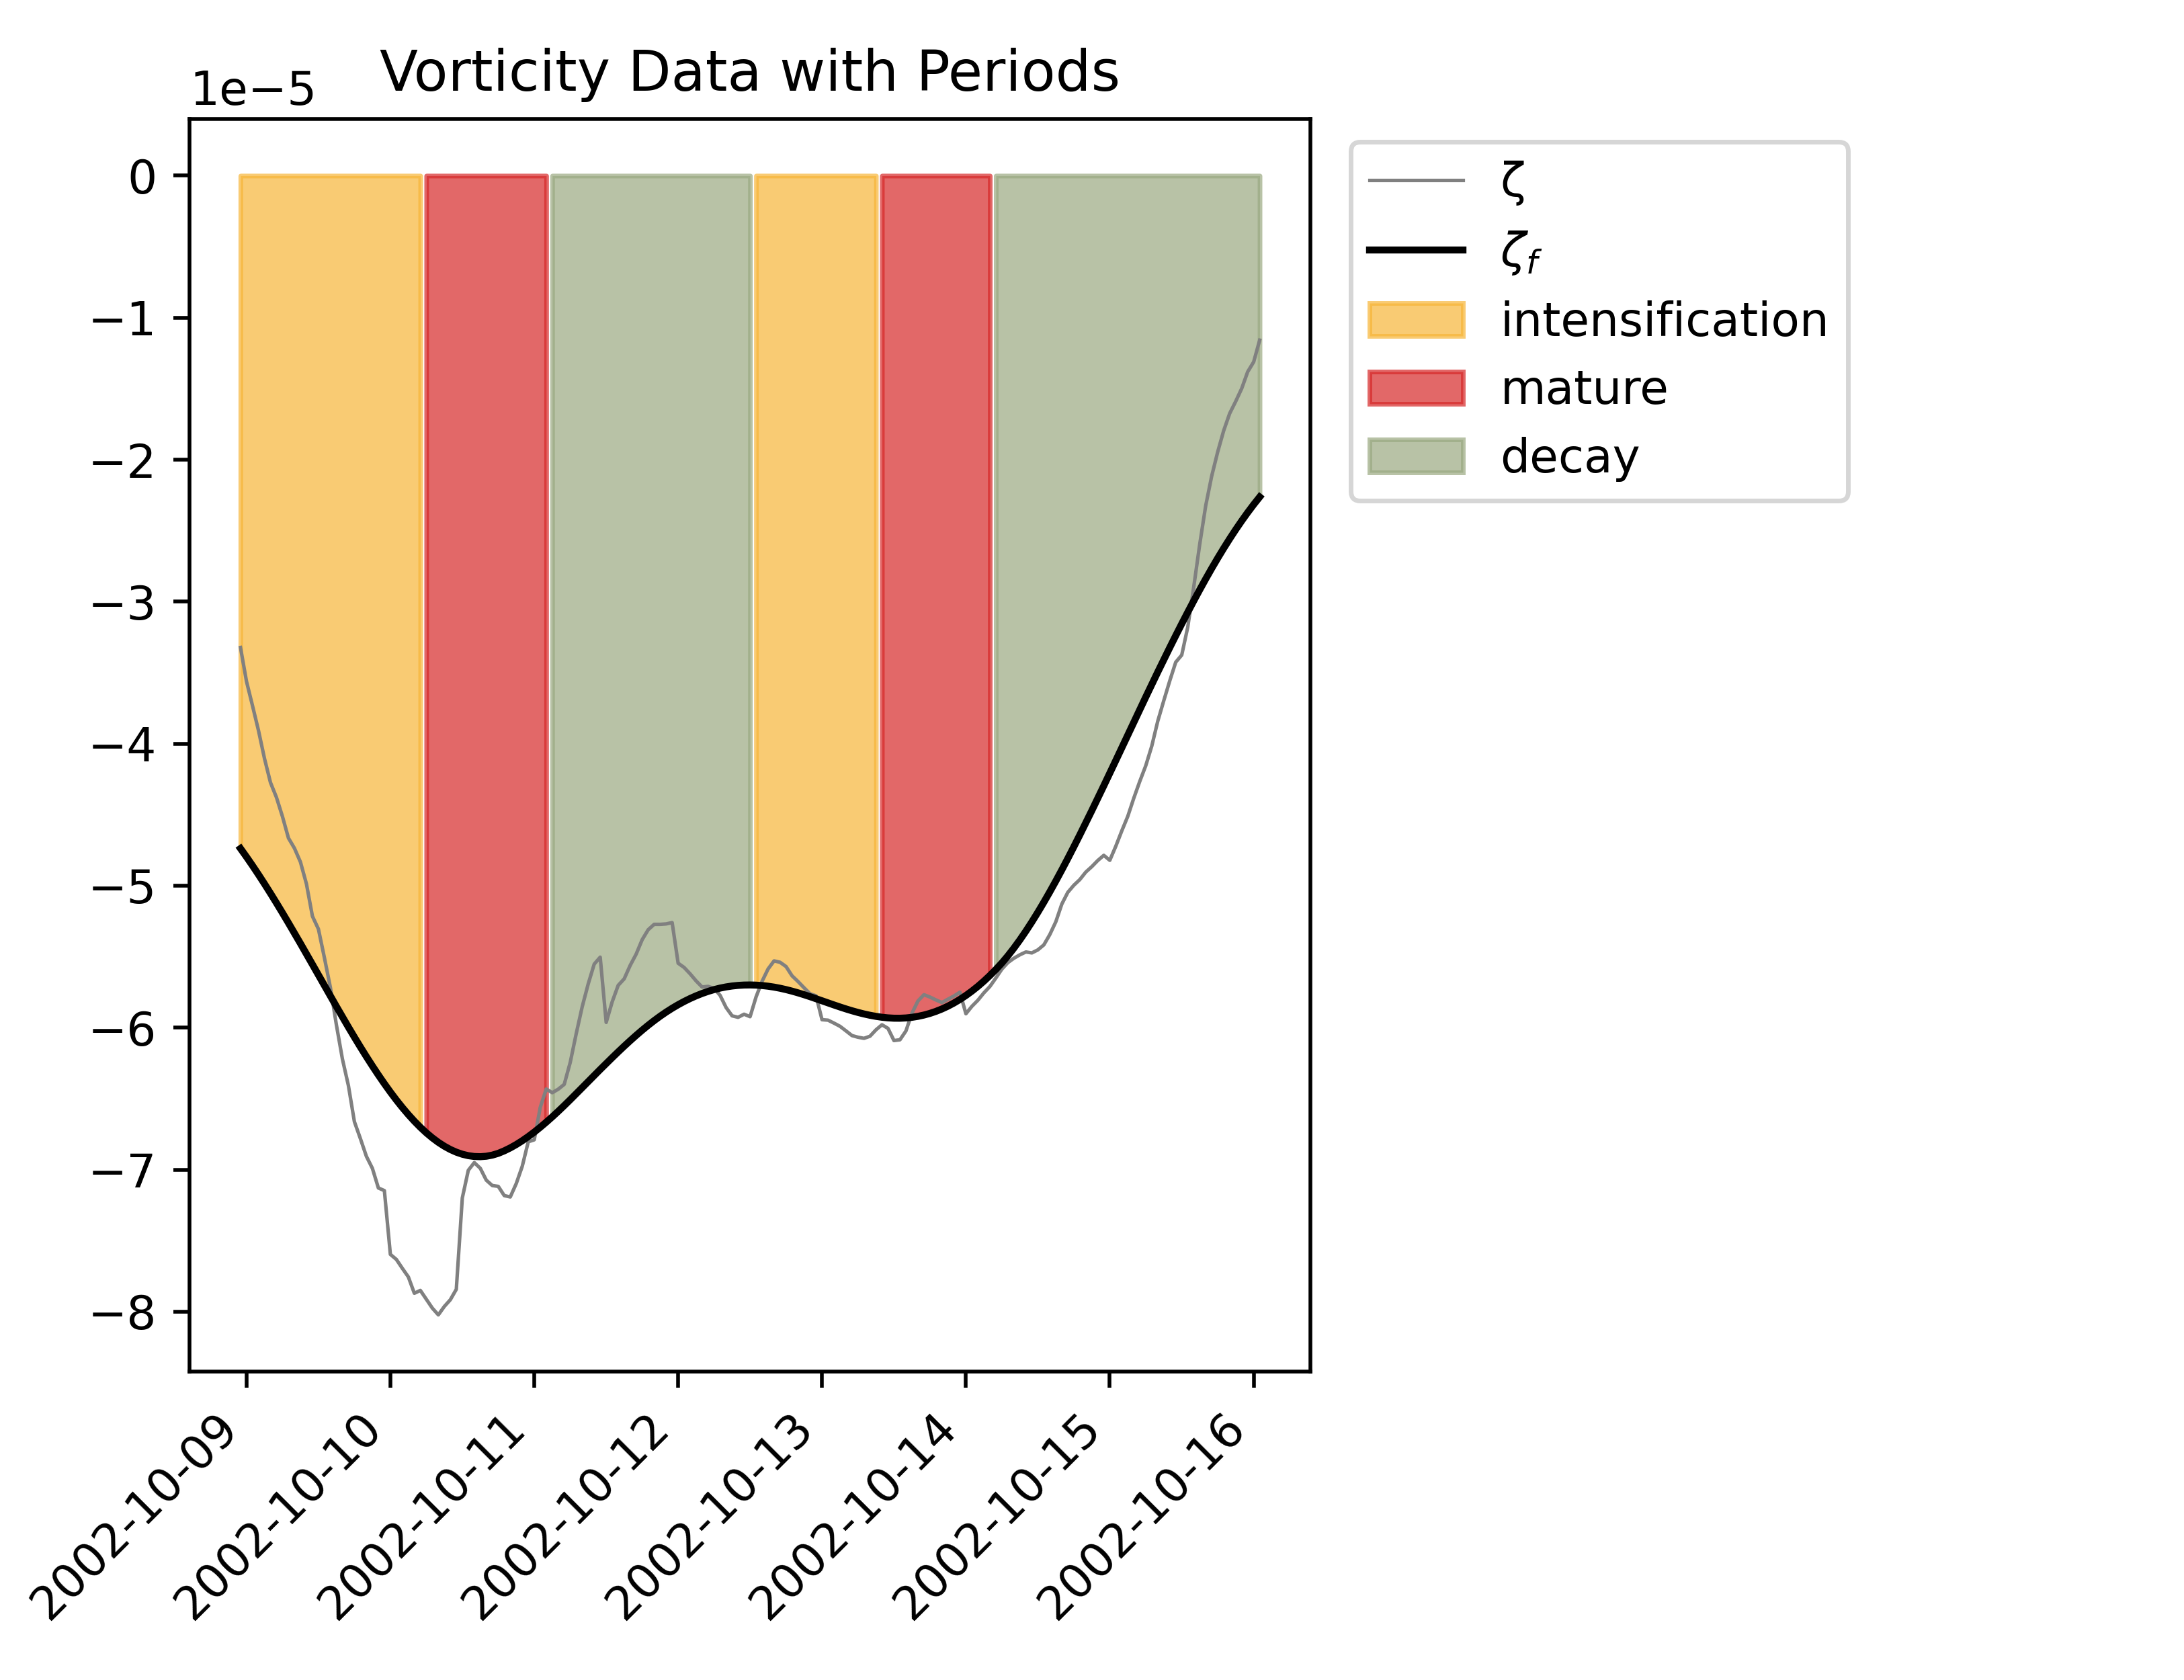 Vorticity Data with Periods
1e−5
0
−1
−2
−3
−4
−5
−6
−7
−8
2002-10-09
2002-10-10
2002-10-11
2002-10-12
2002-10-13
2002-10-14
2002-10-15
2002-10-16
ζ
ζf
intensification
mature
decay